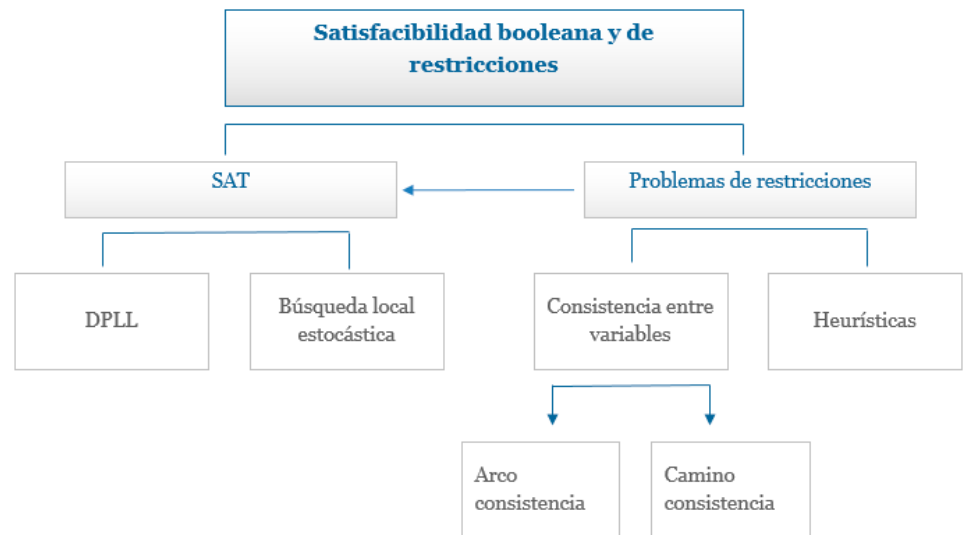 Satisfacibilidad booleana y de
restricciones
SAT
Problemas de restricciones
DPLL
Búsqueda local
estocástica
Consistencia entre
variables
Heurísticas
Arco
consistencia
Camino
consistencia